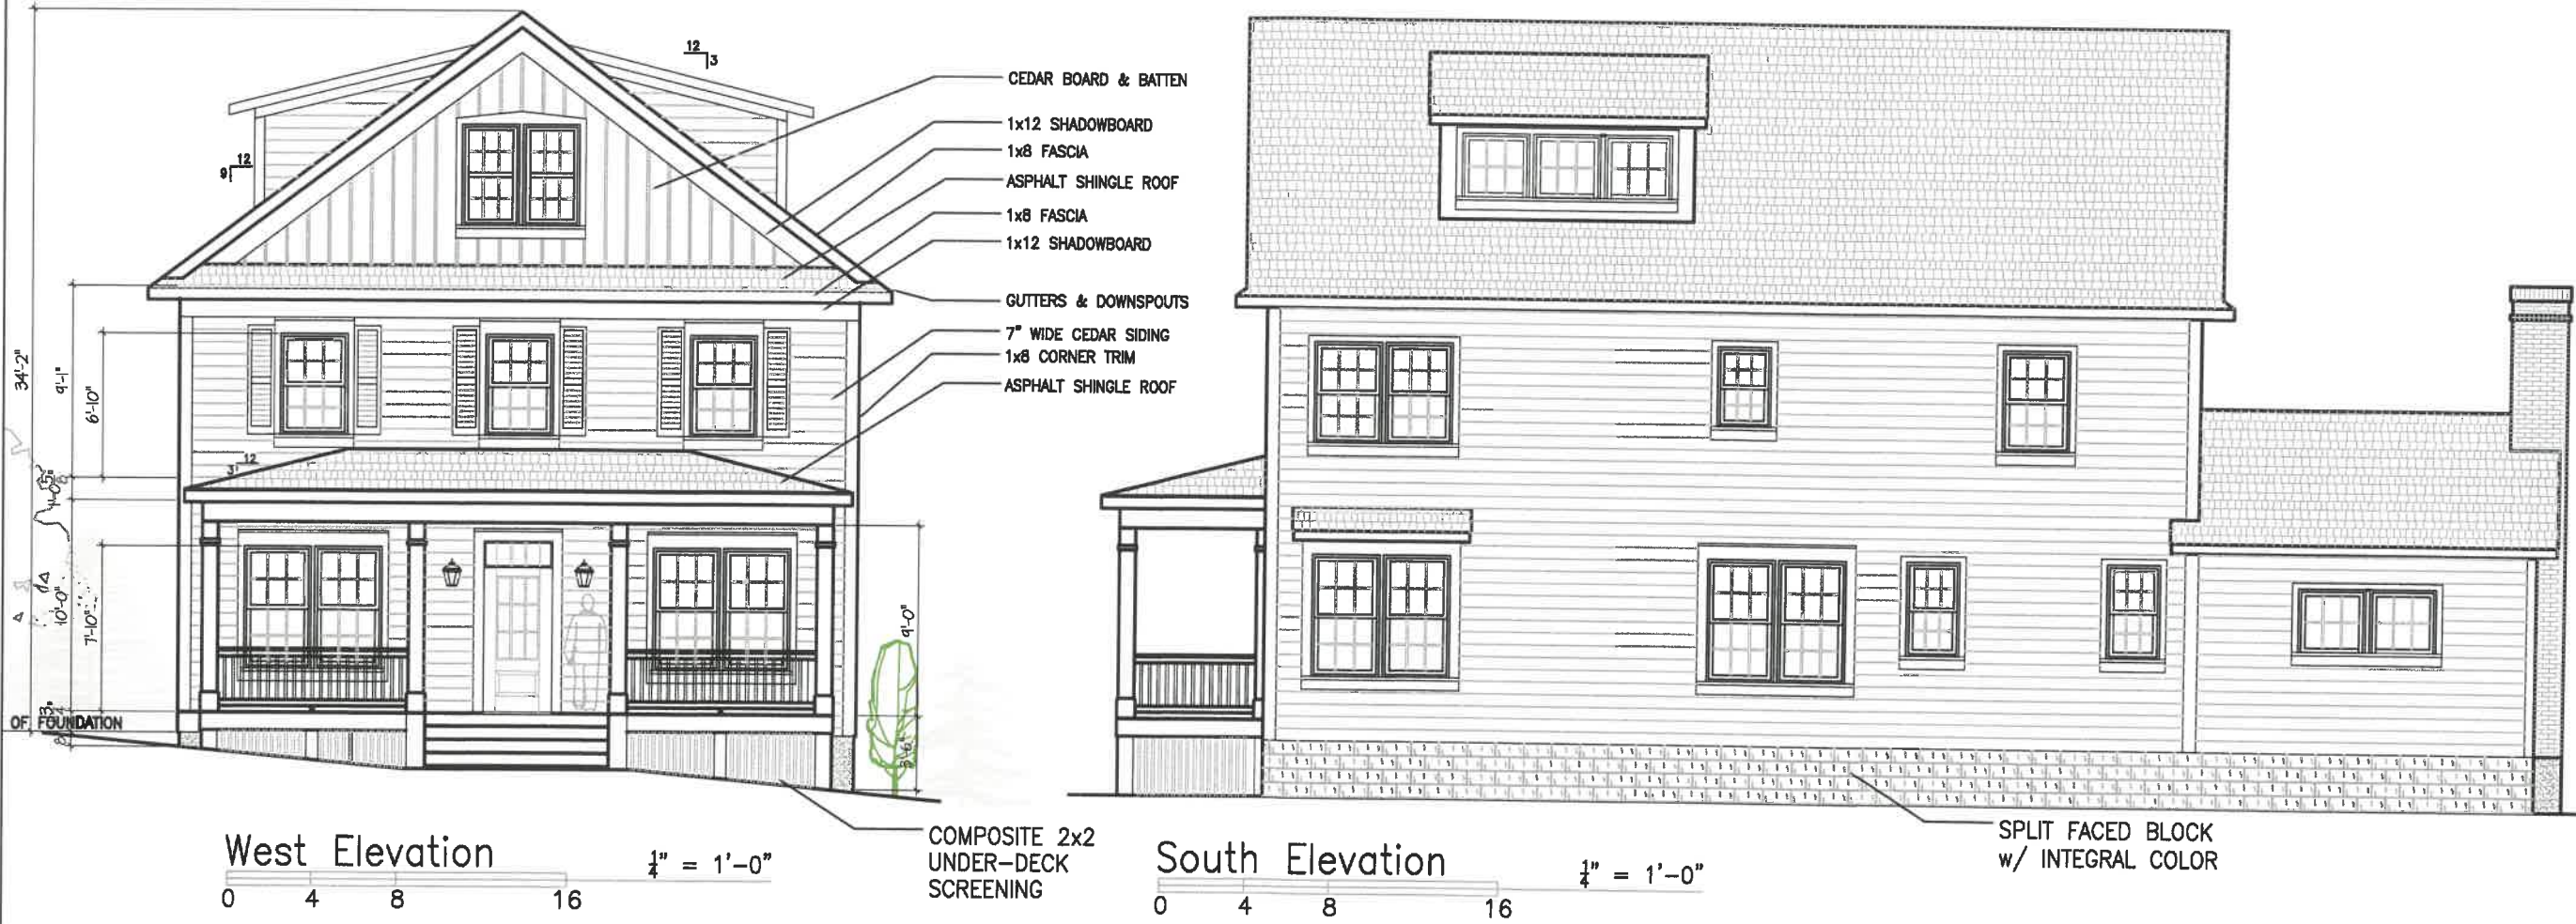 12
3
12
9
CEDAR BOARD & BATTEN
1x12 SHADOWBOARD
1x8 FASCIA
ASPHALT SHINGLE ROOF
1x8 FASCIA
1x12 SHADOWBOARD
GUTTERS & DOWNSPOUTS
7" WIDE CEDAR SIDING
1x8 CORNER TRIM
ASPHALT SHINGLE ROOF
34'-2"
9'-1"
6'-10"
12
3
10'-0"
7'-10"
9'-0"
3'-6"
OF FOUNDATION
COMPOSITE 2x2
UNDER-DECK
SCREENING
SPLIT FACED BLOCK
w/ INTEGRAL COLOR
West Elevation
1/4" = 1'-0"
0 4 8 16
South Elevation
1/4" = 1'-0"
0 4 8 16